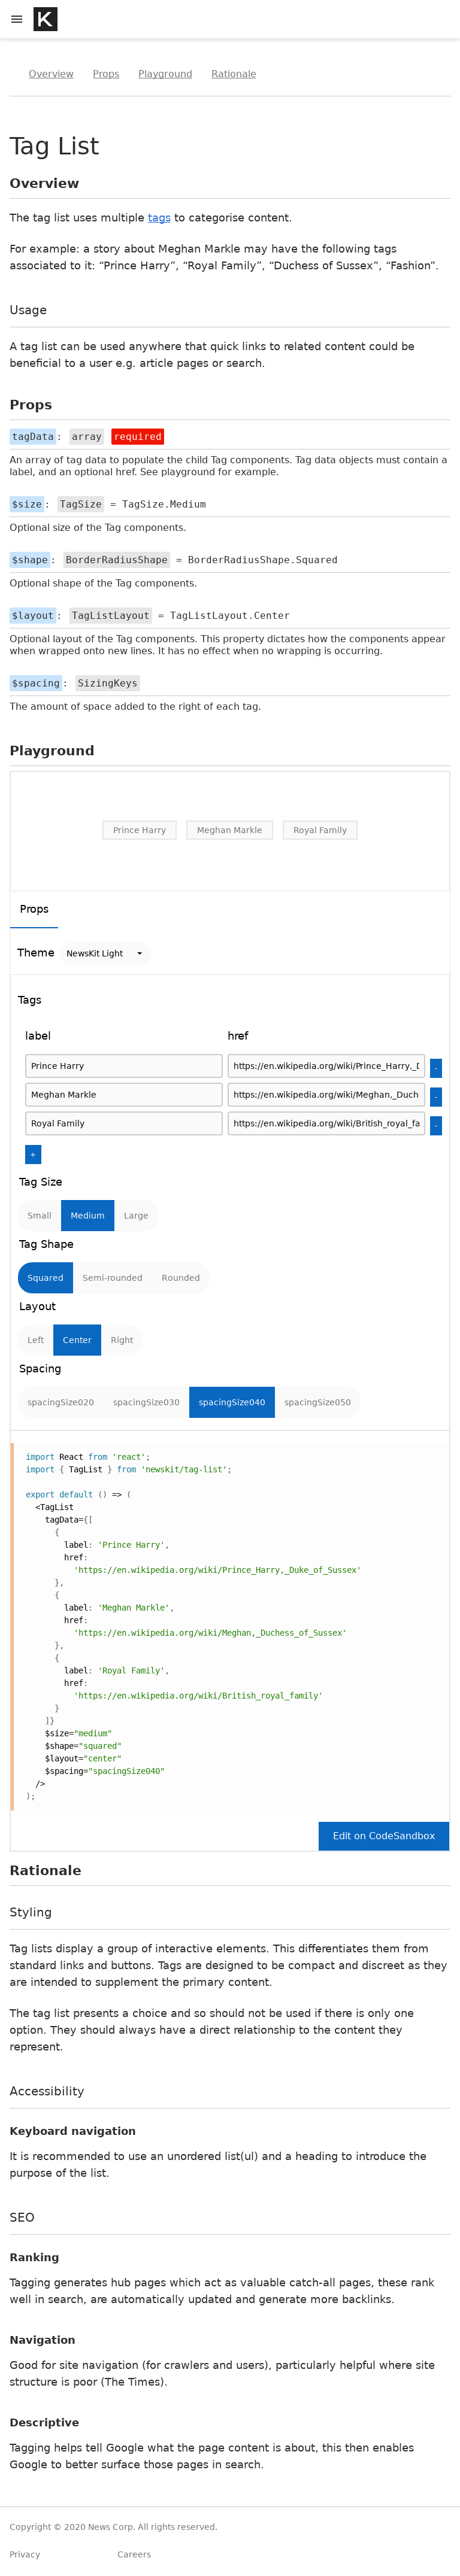 K
Overview Props Playground Rationale
Tag List
Overview
The tag list uses multiple tags to categorise content.
For example: a story about Meghan Markle may have the following tags
associated to it: “Prince Harry”, “Royal Family”, “Duchess of Sussex”, “Fashion”.
Usage
A tag list can be used anywhere that quick links to related content could be
beneficial to a user e.g. article pages or search.
Props
tagData: array required
An array of tag data to populate the child Tag components. Tag data objects must contain a
label, and an optional href. See playground for example.
$size: TagSize = TagSize.Medium
Optional size of the Tag components.
$shape: BorderRadiusShape = BorderRadiusShape.Squared
Optional shape of the Tag components.
$layout: TagListLayout = TagListLayout.Center
Optional layout of the Tag components. This property dictates how the components appear
when wrapped onto new lines. It has no effect when no wrapping is occurring.
$spacing: SizingKeys
The amount of space added to the right of each tag.
Playground
Prince Harry Meghan Markle Royal Family
Props
Theme NewsKit Light
Tags
label href
Prince Harry https://en.wikipedia.org/wiki/Prince_Harry,_D -
Meghan Markle https://en.wikipedia.org/wiki/Meghan,_Duch -
Royal Family https://en.wikipedia.org/wiki/British_royal_fa -
+
Tag Size
Small Medium Large
Tag Shape
Squared Semi-rounded Rounded
Layout
Left Center Right
Spacing
spacingSize020 spacingSize030 spacingSize040 spacingSize050
import React from 'react';
import { TagList } from 'newskit/tag-list';
export default () => (
<TagList
tagData={[
{
label: 'Prince Harry',
href:
'https://en.wikipedia.org/wiki/Prince_Harry,_Duke_of_Sussex'
},
{
label: 'Meghan Markle',
href:
'https://en.wikipedia.org/wiki/Meghan,_Duchess_of_Sussex'
},
{
label: 'Royal Family',
href:
'https://en.wikipedia.org/wiki/British_royal_family'
}
]}
$size="medium"
$shape="squared"
$layout="center"
$spacing="spacingSize040"
/>
);
Edit on CodeSandbox
Rationale
Styling
Tag lists display a group of interactive elements. This differentiates them from
standard links and buttons. Tags are designed to be compact and discreet as they
are intended to supplement the primary content.
The tag list presents a choice and so should not be used if there is only one
option. They should always have a direct relationship to the content they
represent.
Accessibility
Keyboard navigation
It is recommended to use an unordered list(ul) and a heading to introduce the
purpose of the list.
SEO
Ranking
Tagging generates hub pages which act as valuable catch-all pages, these rank
well in search, are automatically updated and generate more backlinks.
Navigation
Good for site navigation (for crawlers and users), particularly helpful where site
structure is poor (The Times).
Descriptive
Tagging helps tell Google what the page content is about, this then enables
Google to better surface those pages in search.
Copyright © 2020 News Corp. All rights reserved.
Privacy Careers